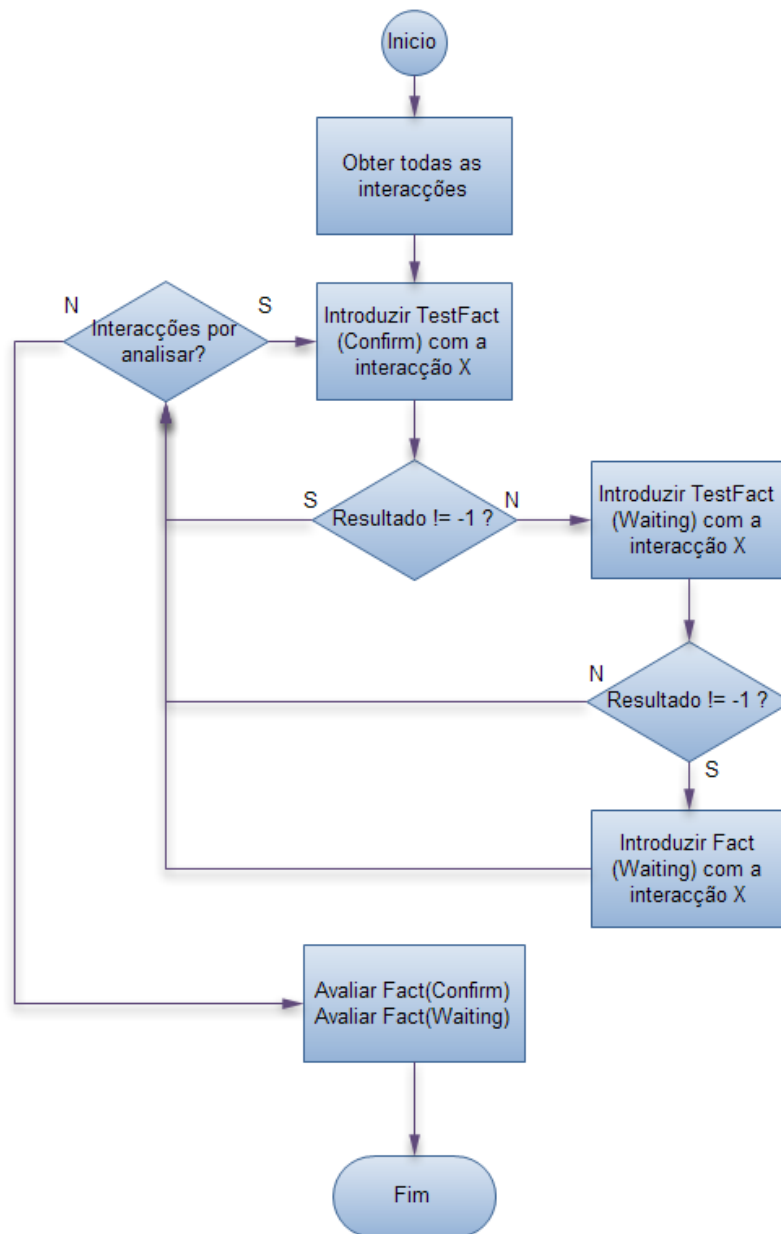 Inicio
Obter todas as
interacções
N
S
Interacções por
analisar?
Introduzir TestFact
(Confirm) com a
interacção X
S
Resultado != -1 ?
N
Introduzir TestFact
(Waiting) com a
interacção X
N
Resultado != -1 ?
S
Introduzir Fact
(Waiting) com a
interacção X
Avaliar Fact(Confirm)
Avaliar Fact(Waiting)
Fim